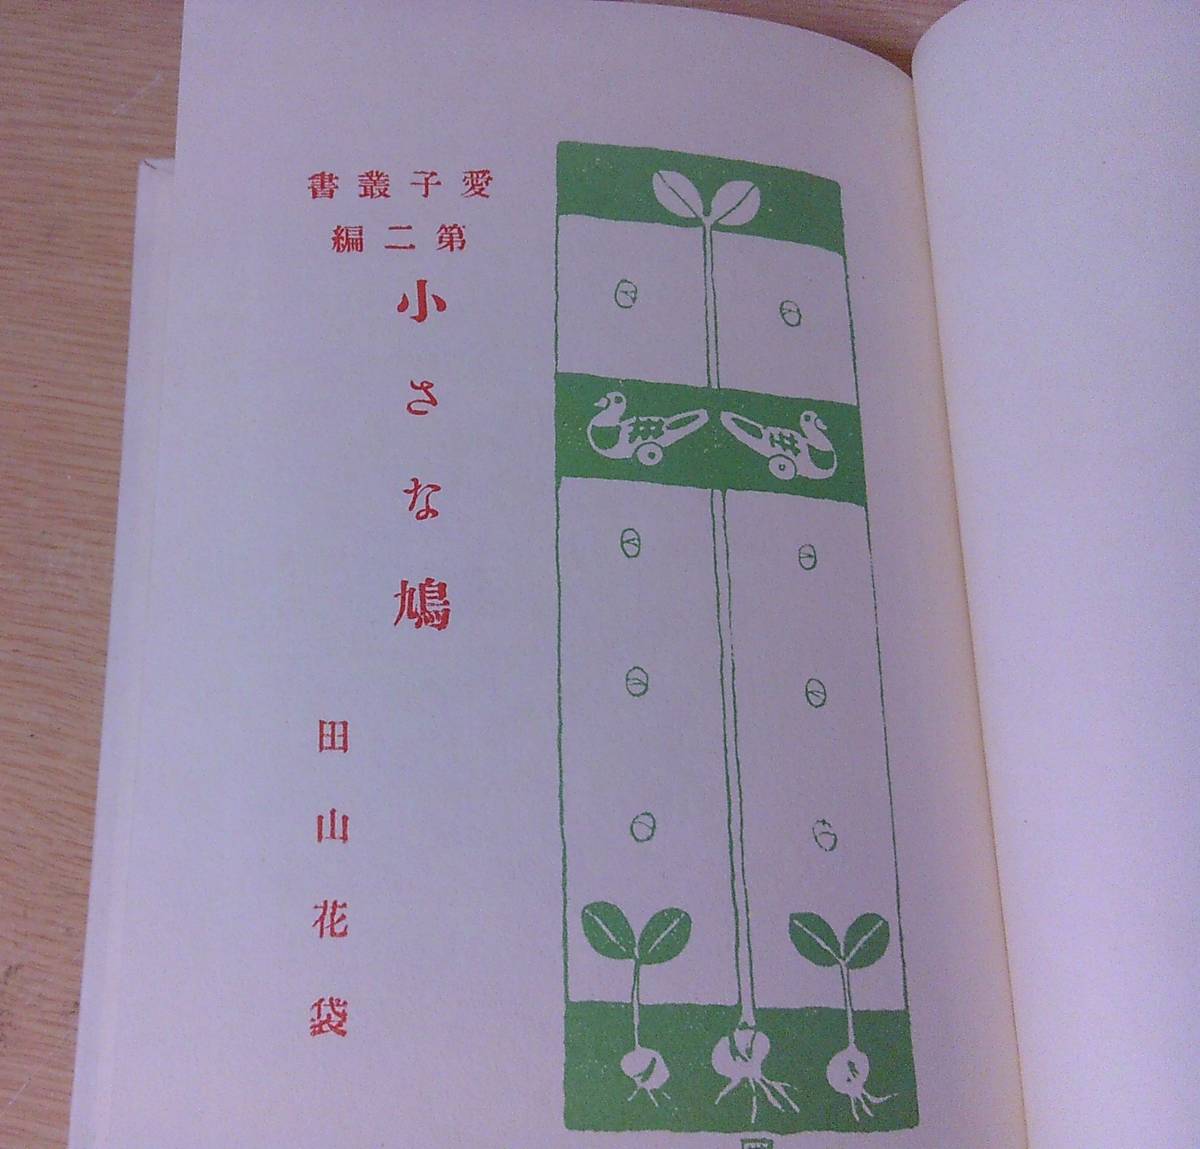 愛子叢書
第二編
小さな鳩
田山花袋